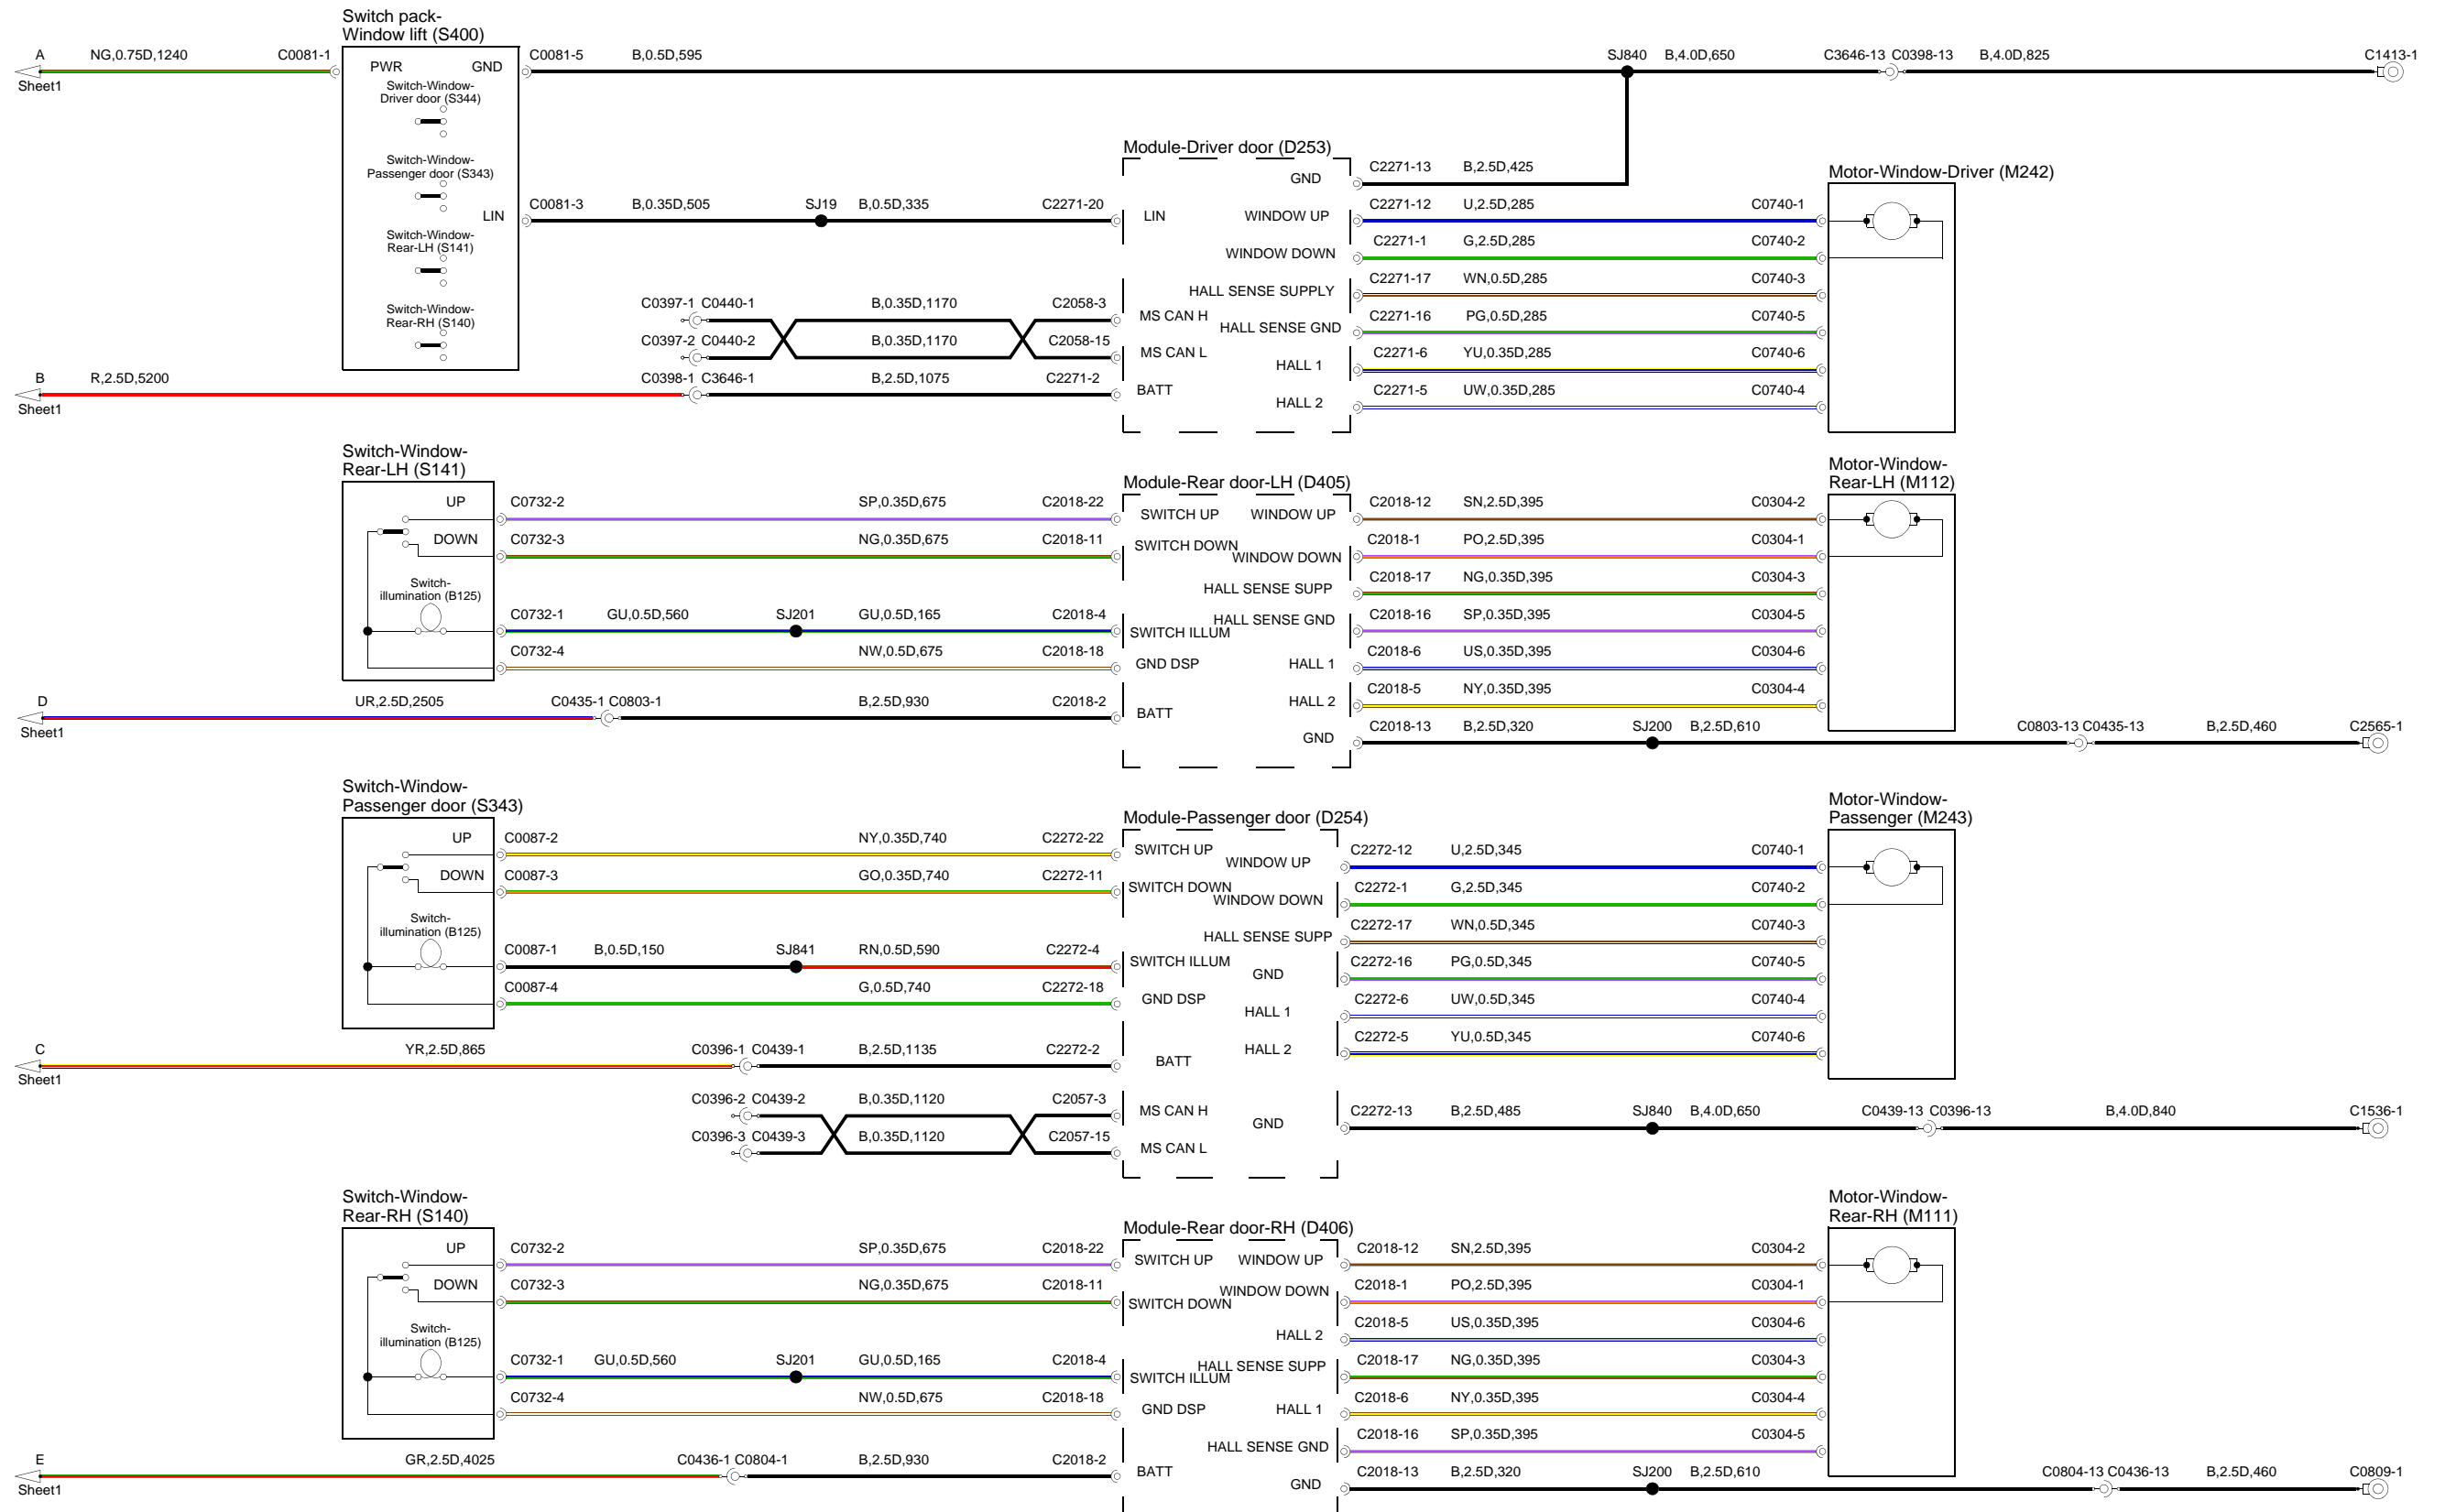 Switch pack-
Window lift (S400)
A NG,0.75D,1240 C0081-1 PWR GND C0081-5 B,0.5D,595 SJ840 B,4.0D,650 C3646-13 C0398-13 B,4.0D,825 C1413-1
Sheet1
Switch-Window-
Driver door (S344)
Switch-Window-
Passenger door (S343)
LIN C0081-3 B,0.35D,505 SJ19 B,0.5D,335 C2271-20
Switch-Window-
Rear-LH (S141)
Switch-Window-
Rear-RH (S140)
Module-Driver door (D253)
GND C2271-13 B,2.5D,425
Motor-Window-Driver (M242)
LIN WINDOW UP C2271-12 U,2.5D,285 C0740-1
WINDOW DOWN C2271-1 G,2.5D,285 C0740-2
HALL SENSE SUPPLY C2271-17 WN,0.5D,285 C0740-3
C0397-1 C0440-1 B,0.35D,1170 C2058-3 MS CAN H
HALL SENSE GND C2271-16 PG,0.5D,285 C0740-5
C0397-2 C0440-2 B,0.35D,1170 C2058-15 MS CAN L
HALL 1 C2271-6 YU,0.35D,285 C0740-6
B R,2.5D,5200 C0398-1 C3646-1 B,2.5D,1075 C2271-2 BATT
Sheet1
HALL 2 C2271-5 UW,0.35D,285 C0740-4
Switch-Window-
Rear-LH (S141)
Module-Rear door-LH (D405)
Motor-Window-
Rear-LH (M112)
UP C0732-2 SP,0.35D,675 C2018-22 SWITCH UP WINDOW UP C2018-12 SN,2.5D,395 C0304-2
DOWN C0732-3 NG,0.35D,675 C2018-11 SWITCH DOWN WINDOW DOWN C2018-1 PO,2.5D,395 C0304-1
HALL SENSE SUPP C2018-17 NG,0.35D,395 C0304-3
Switch-
illumination (B125)
C0732-1 GU,0.5D,560 SJ201 GU,0.5D,165 C2018-4 SWITCH ILLUM HALL SENSE GND C2018-16 SP,0.35D,395 C0304-5
C0732-4 NW,0.5D,675 C2018-18 GND DSP HALL 1 C2018-6 US,0.35D,395 C0304-6
D UR,2.5D,2505 C0435-1 C0803-1 B,2.5D,930 C2018-2 BATT HALL 2 C2018-5 NY,0.35D,395 C0304-4
Sheet1
GND C2018-13 B,2.5D,320 SJ200 B,2.5D,610 C0803-13 C0435-13 B,2.5D,460 C2565-1
Switch-Window-
Passenger door (S343)
Module-Passenger door (D254)
Motor-Window-
Passenger (M243)
UP C0087-2 NY,0.35D,740 C2272-22 SWITCH UP WINDOW UP C2272-12 U,2.5D,345 C0740-1
DOWN C0087-3 GO,0.35D,740 C2272-11 SWITCH DOWN WINDOW DOWN C2272-1 G,2.5D,345 C0740-2
Switch-
illumination (B125)
HALL SENSE SUPP C2272-17 WN,0.5D,345 C0740-3
C0087-1 B,0.5D,150 SJ841 RN,0.5D,590 C2272-4 SWITCH ILLUM GND C2272-16 PG,0.5D,345 C0740-5
C0087-4 G,0.5D,740 C2272-18 GND DSP HALL 1 C2272-6 UW,0.5D,345 C0740-4
C YR,2.5D,865 C0396-1 C0439-1 B,2.5D,1135 C2272-2 BATT HALL 2 C2272-5 YU,0.5D,345 C0740-6
Sheet1
C0396-2 C0439-2 B,0.35D,1120 C2057-3 MS CAN H GND C2272-13 B,2.5D,485 SJ840 B,4.0D,650 C0439-13 C0396-13 B,4.0D,840 C1536-1
C0396-3 C0439-3 B,0.35D,1120 C2057-15 MS CAN L
Switch-Window-
Rear-RH (S140)
Module-Rear door-RH (D406)
Motor-Window-
Rear-RH (M111)
UP C0732-2 SP,0.35D,675 C2018-22 SWITCH UP WINDOW UP C2018-12 SN,2.5D,395 C0304-2
DOWN C0732-3 NG,0.35D,675 C2018-11 SWITCH DOWN WINDOW DOWN C2018-1 PO,2.5D,395 C0304-1
Switch-
illumination (B125)
HALL 2 C2018-5 US,0.35D,395 C0304-6
C0732-1 GU,0.5D,560 SJ201 GU,0.5D,165 C2018-4 SWITCH ILLUM HALL SENSE SUPP C2018-17 NG,0.35D,395 C0304-3
C0732-4 NW,0.5D,675 C2018-18 GND DSP HALL 1 C2018-6 NY,0.35D,395 C0304-4
HALL SENSE GND C2018-16 SP,0.35D,395 C0304-5
E GR,2.5D,4025 C0436-1 C0804-1 B,2.5D,930 C2018-2 BATT GND C2018-13 B,2.5D,320 SJ200 B,2.5D,610 C0804-13 C0436-13 B,2.5D,460 C0809-1
Sheet1